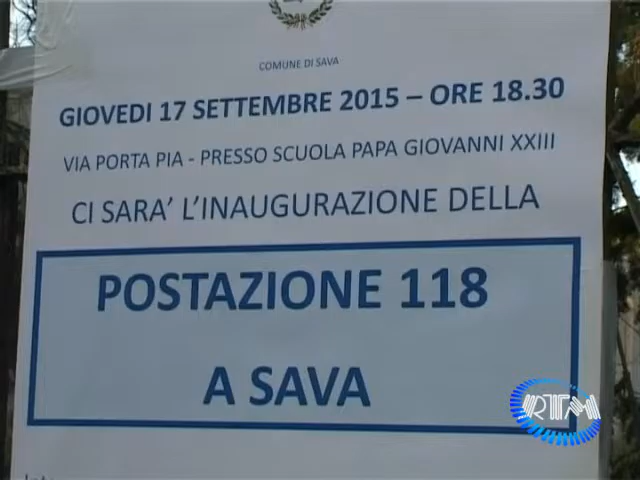 COMUNE DI SAVA
GIOVEDI 17 SETTEMBRE 2015 – ORE 18.30
VIA PORTA PIA - PRESSO SCUOLA PAPA GIOVANNI XXIII
CI SARA' L'INAUGURAZIONE DELLA
POSTAZIONE 118
A SAVA
RTM